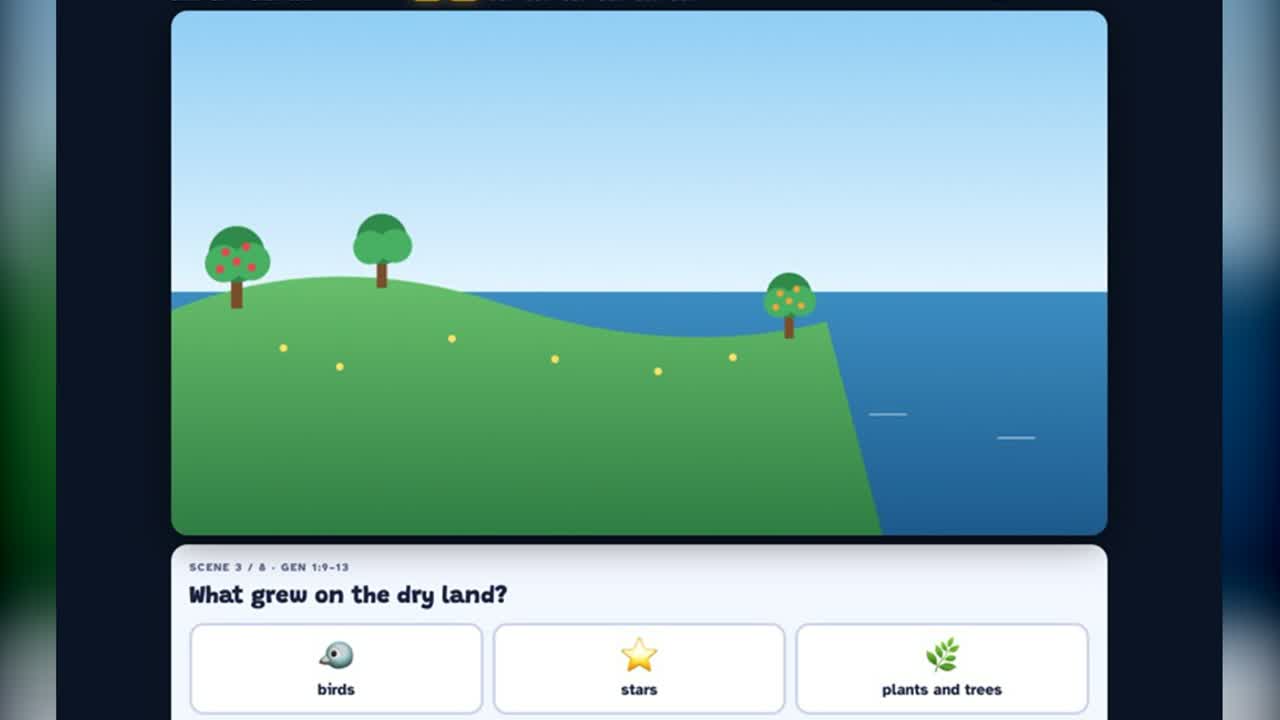 SCENE 3 / 8 · GEN 1:9–13
What grew on the dry land?
birds
stars
plants and trees